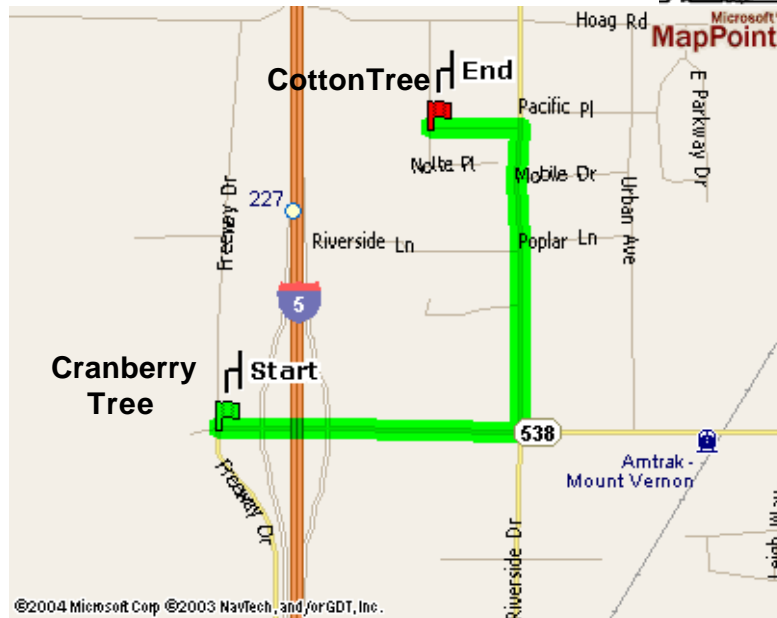 Hoag Rd
Microsoft
MapPoint
CottonTree
End
Pacific Pl
E Parkway Dr
Nolte Pl
Mobile Dr
Freeway Dr
227
Urban Ave
Riverside Ln
Poplar Ln
5
Cranberry
Tree
Start
538
Amtrak -
Mount Vernon
Freeway Dr
Riverside Dr
©2004 Microsoft Corp ©2003 NavTech, and/or GDT, Inc.